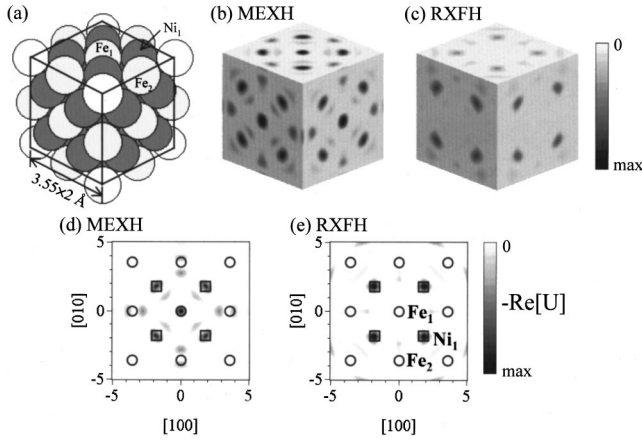 (a)
Ni1
Fe1
Fe2
3.55×2 Å
(b) MEXH
(c) RXFH
0
max
(d) MEXH
5
0
-5
[010]
-5
0
5
[100]
(e) RXFH
5
0
-5
[010]
Fe1
Ni1
Fe2
-5
0
5
[100]
0
-Re[U]
max